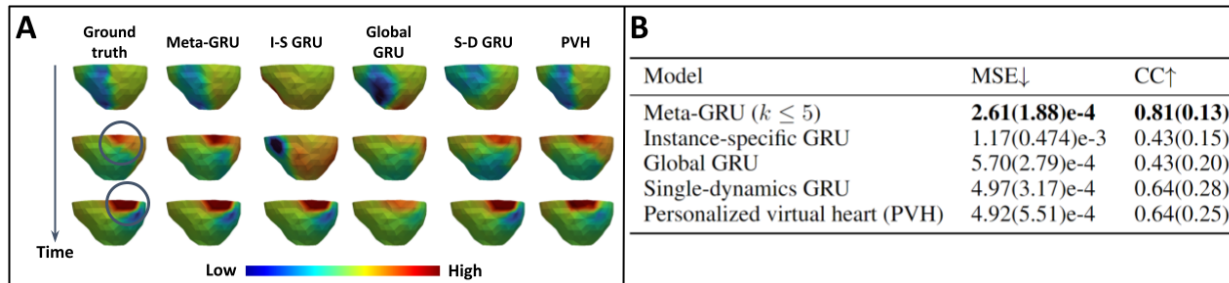 A
Ground truth
Meta-GRU
I-S GRU
Global GRU
S-D GRU
PVH
Time
Low
High
B
Model MSE↓ CC↑
Meta-GRU (k ≤ 5) 2.61(1.88)e-4 0.81(0.13)
Instance-specific GRU 1.17(0.474)e-3 0.43(0.15)
Global GRU 5.70(2.79)e-4 0.43(0.20)
Single-dynamics GRU 4.97(3.17)e-4 0.64(0.28)
Personalized virtual heart (PVH) 4.92(5.51)e-4 0.64(0.25)